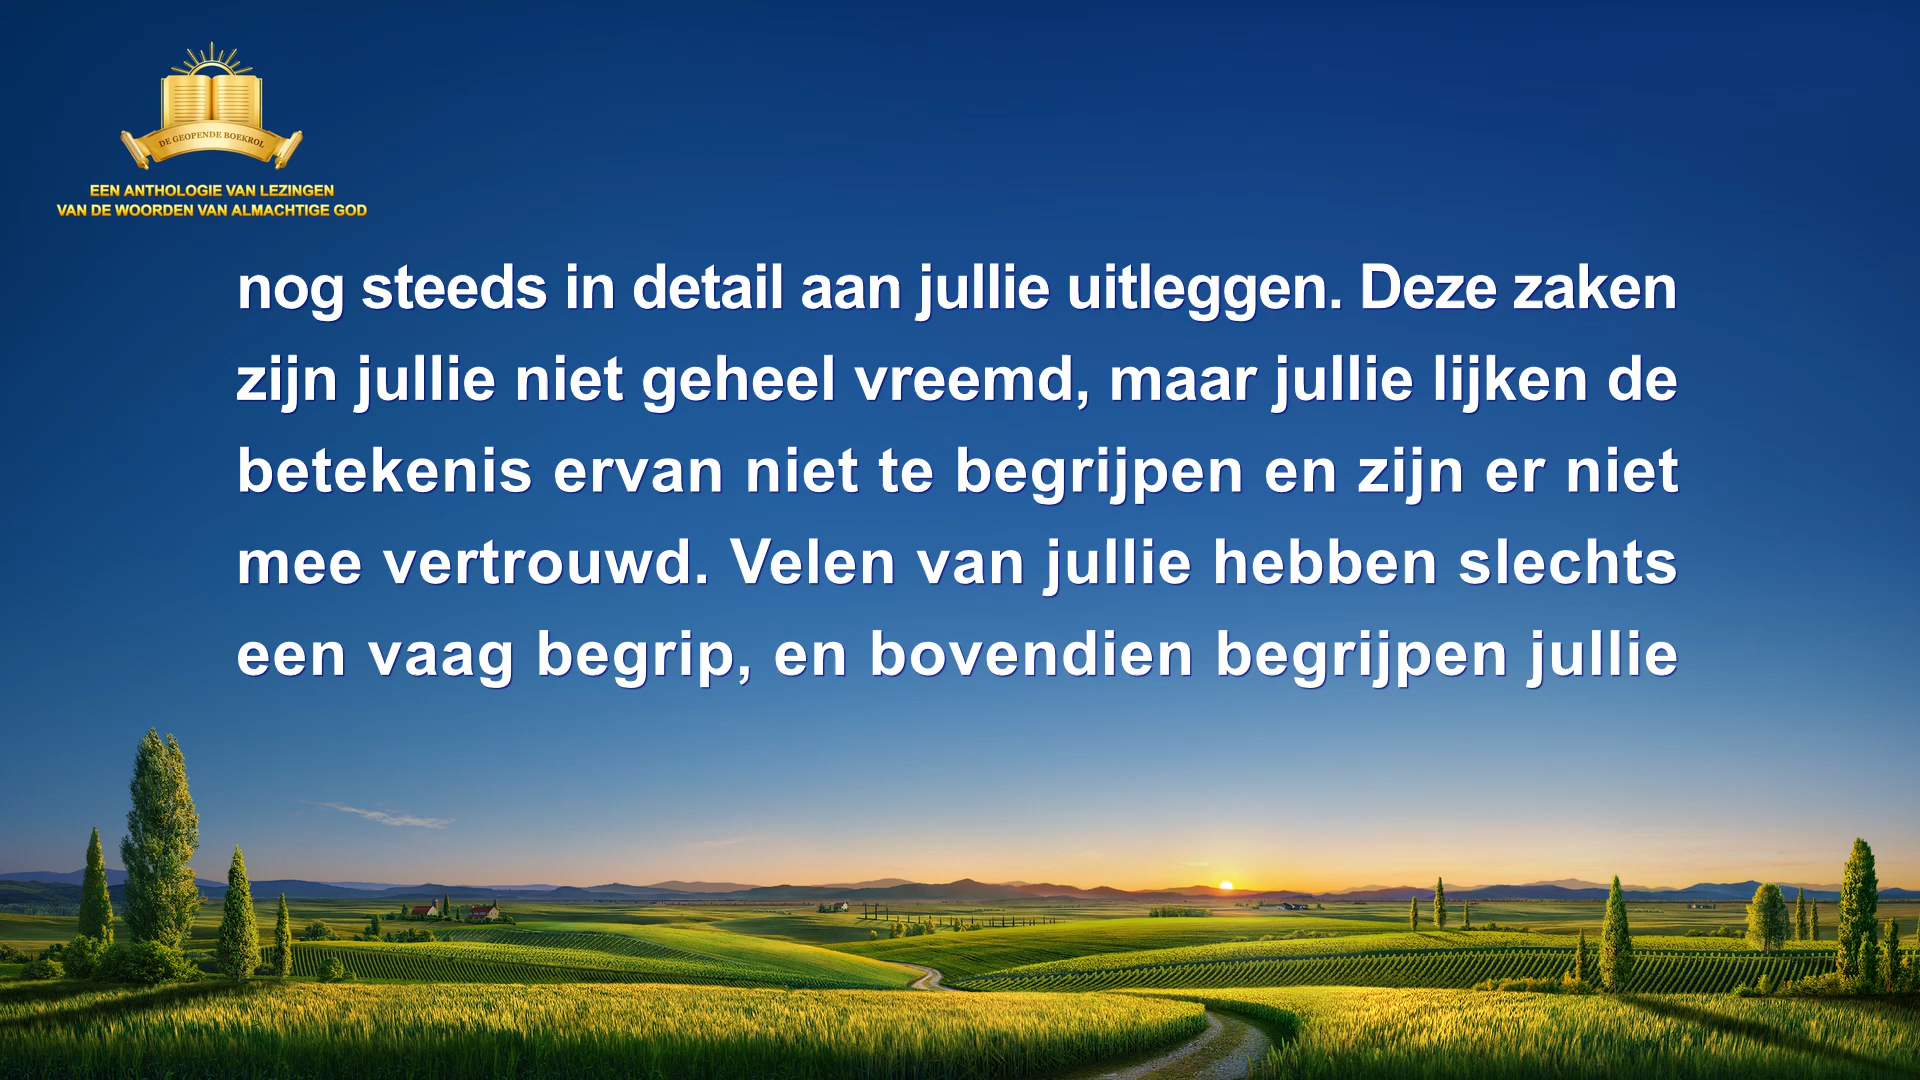 DE GEOPENDE BOEKROL
EEN ANTHOLOGIE VAN LEZINGEN
VAN DE WOORDEN VAN ALMACHTIGE GOD
nog steeds in detail aan jullie uitleggen. Deze zaken
zijn jullie niet geheel vreemd, maar jullie lijken de
betekenis ervan niet te begrijpen en zijn er niet
mee vertrouwd. Velen van jullie hebben slechts
een vaag begrip, en bovendien begrijpen jullie